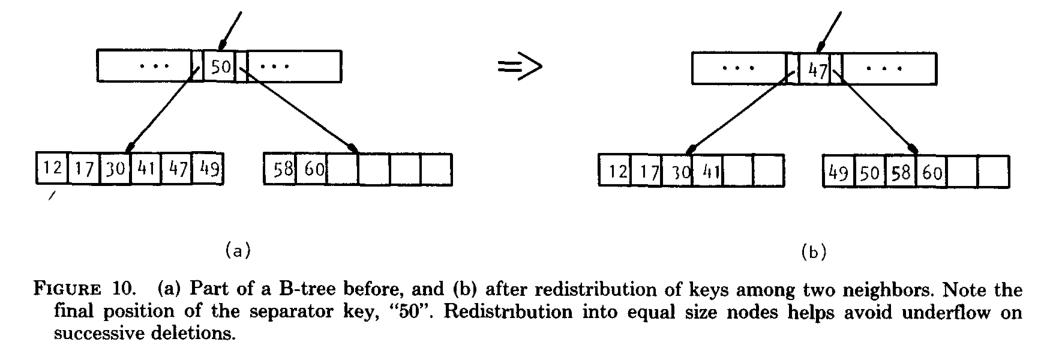 ··· 50 ···
⇒
··· 47 ···
12 17 30 41 47 49
58 60
12 17 30 41
49 50 58 60
(a)
(b)
FIGURE 10. (a) Part of a B-tree before, and (b) after redistribution of keys among two neighbors. Note the
final position of the separator key, "50". Redistribution into equal size nodes helps avoid underflow on
successive deletions.